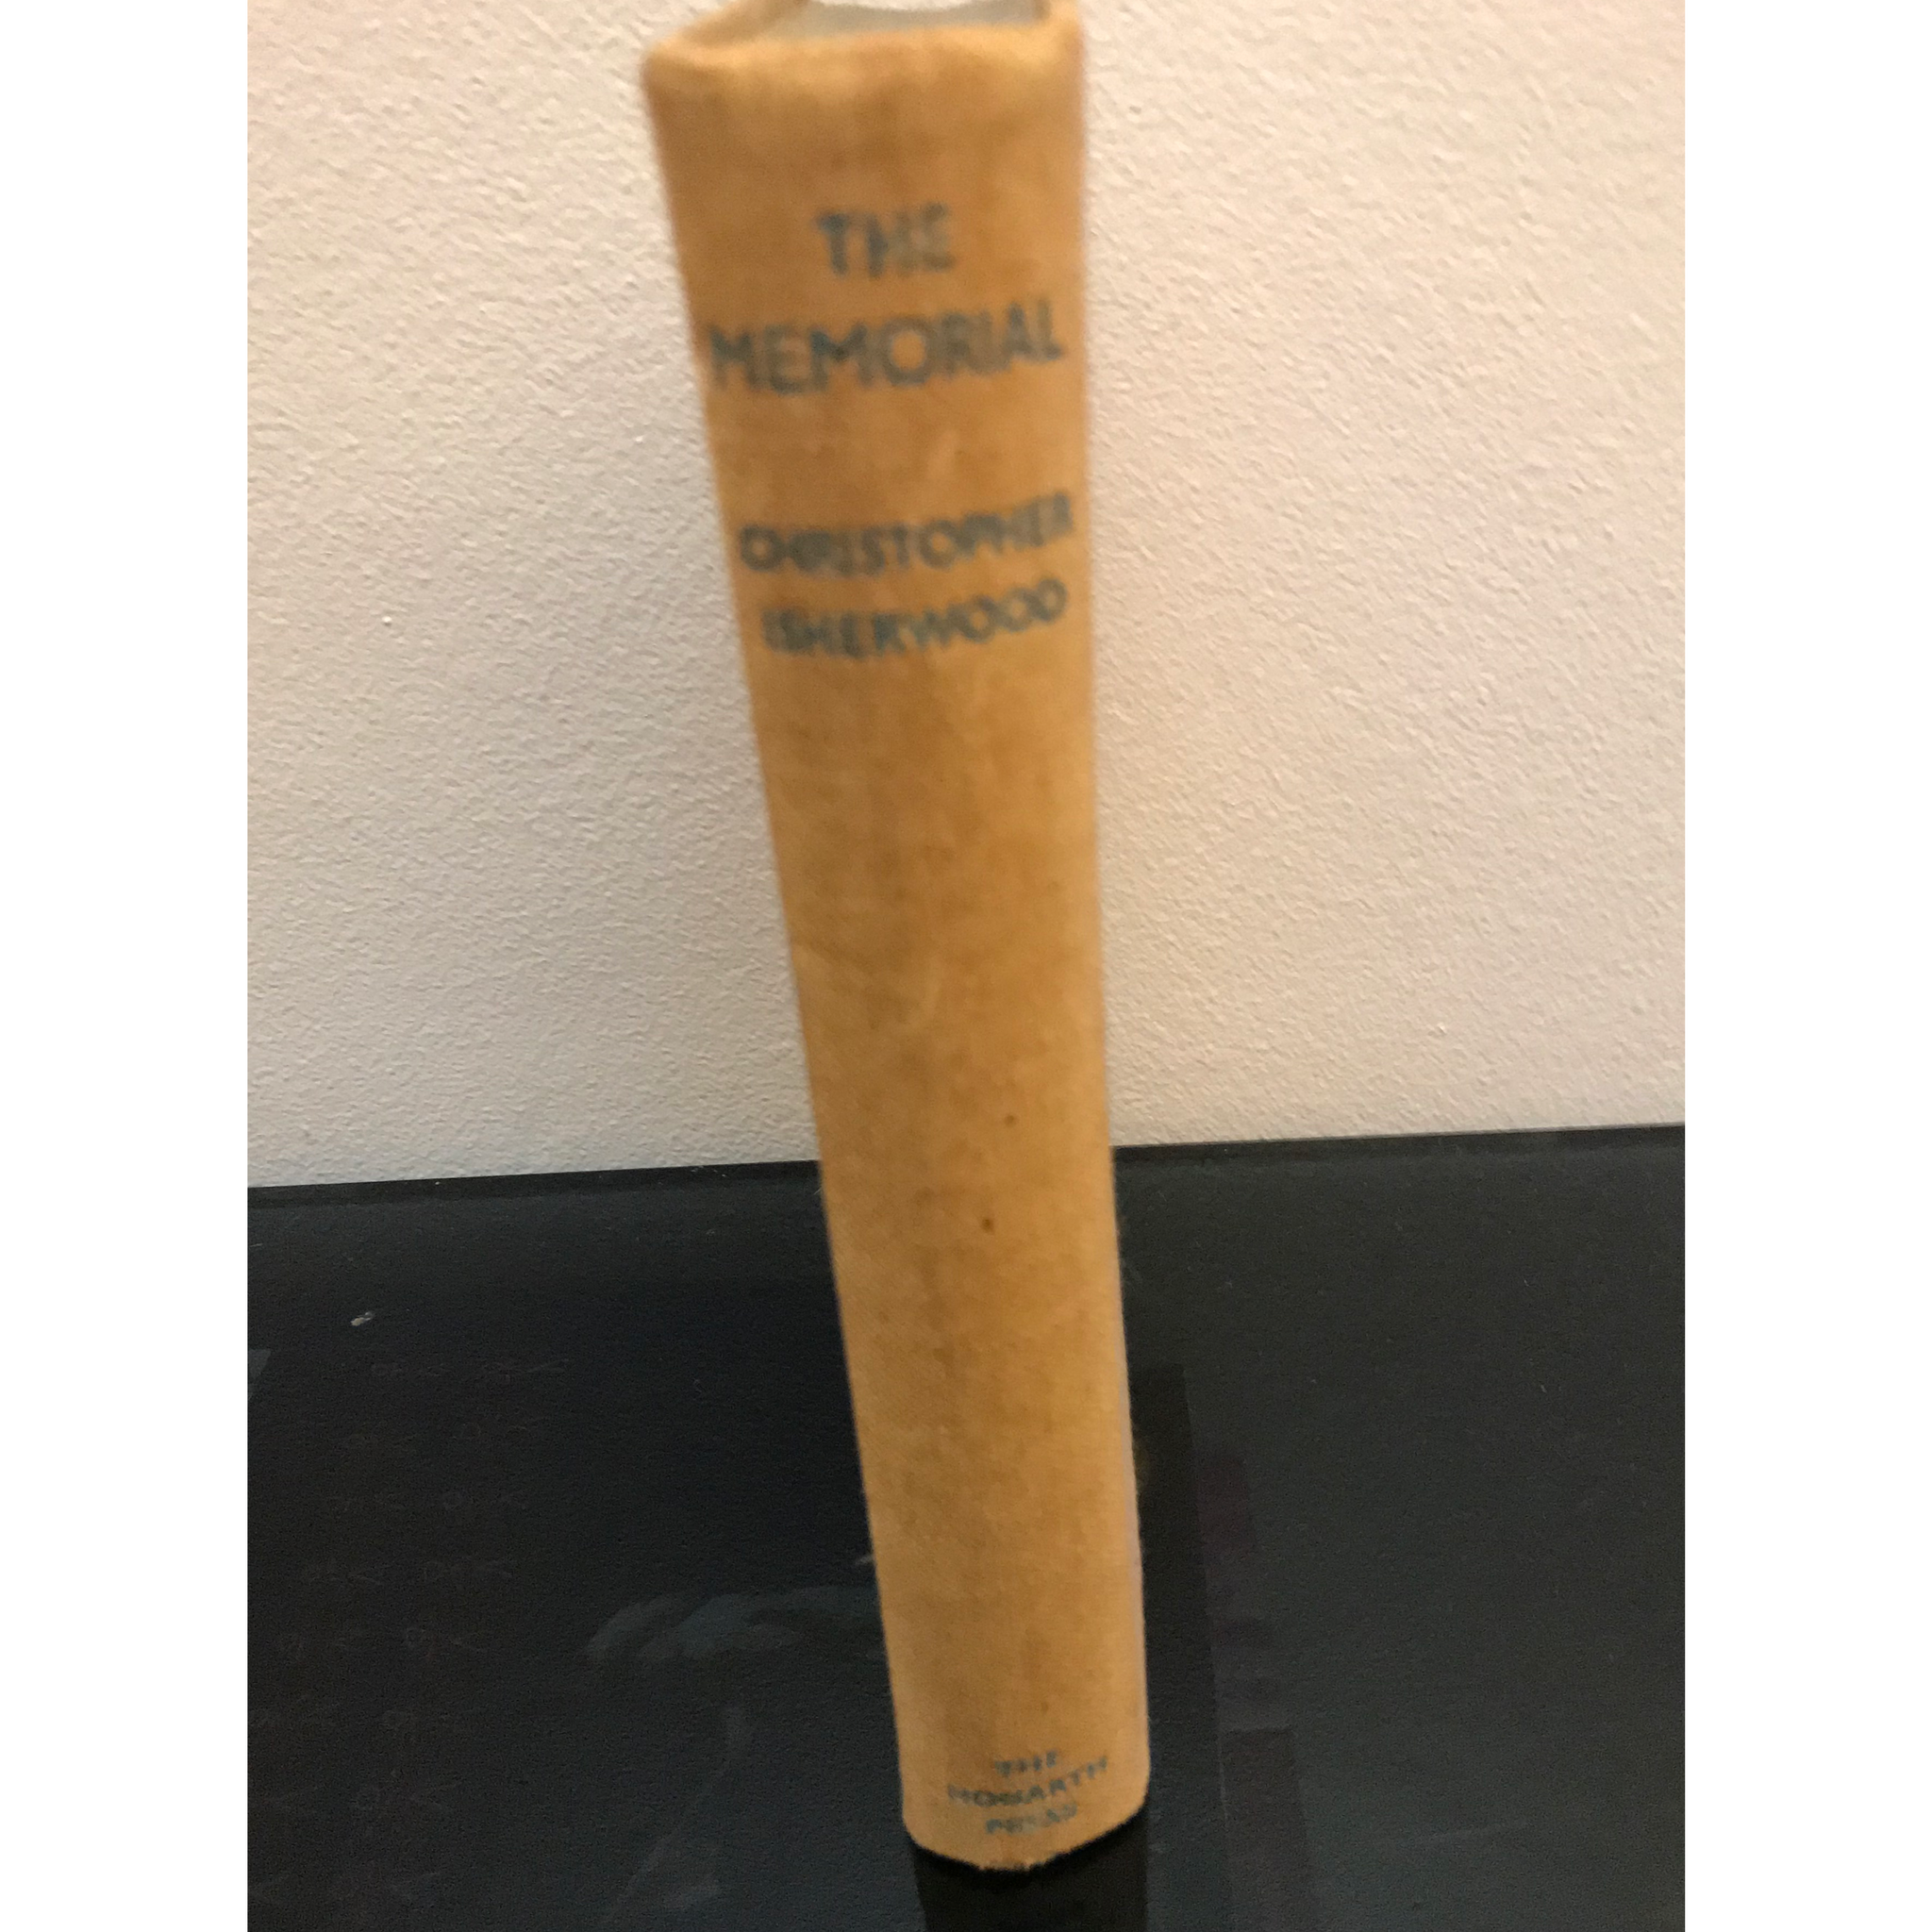 THE
MEMORIAL
CHRISTOPHER
ISHERWOOD
THE
HOGARTH
PRESS